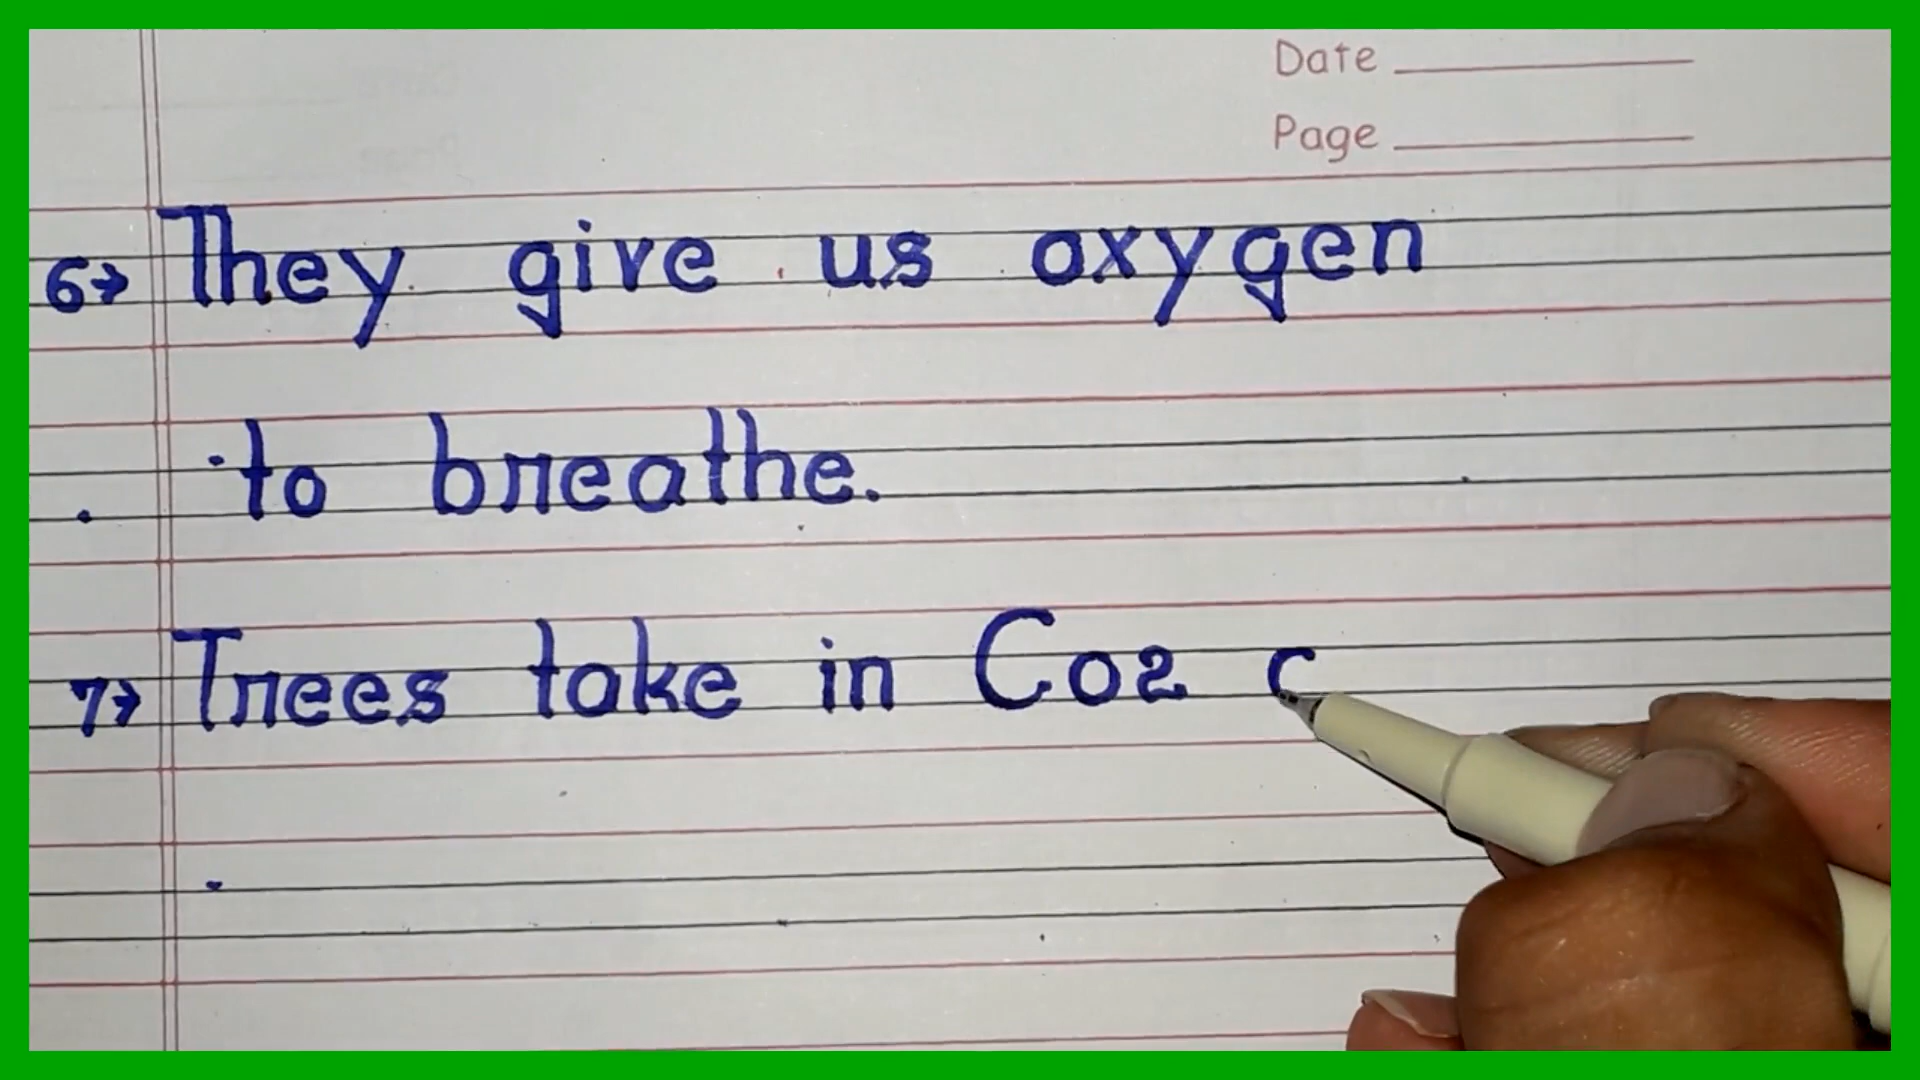 Date
Page
6→ They give us oxygen
to breathe.
7→ Trees take in Co2